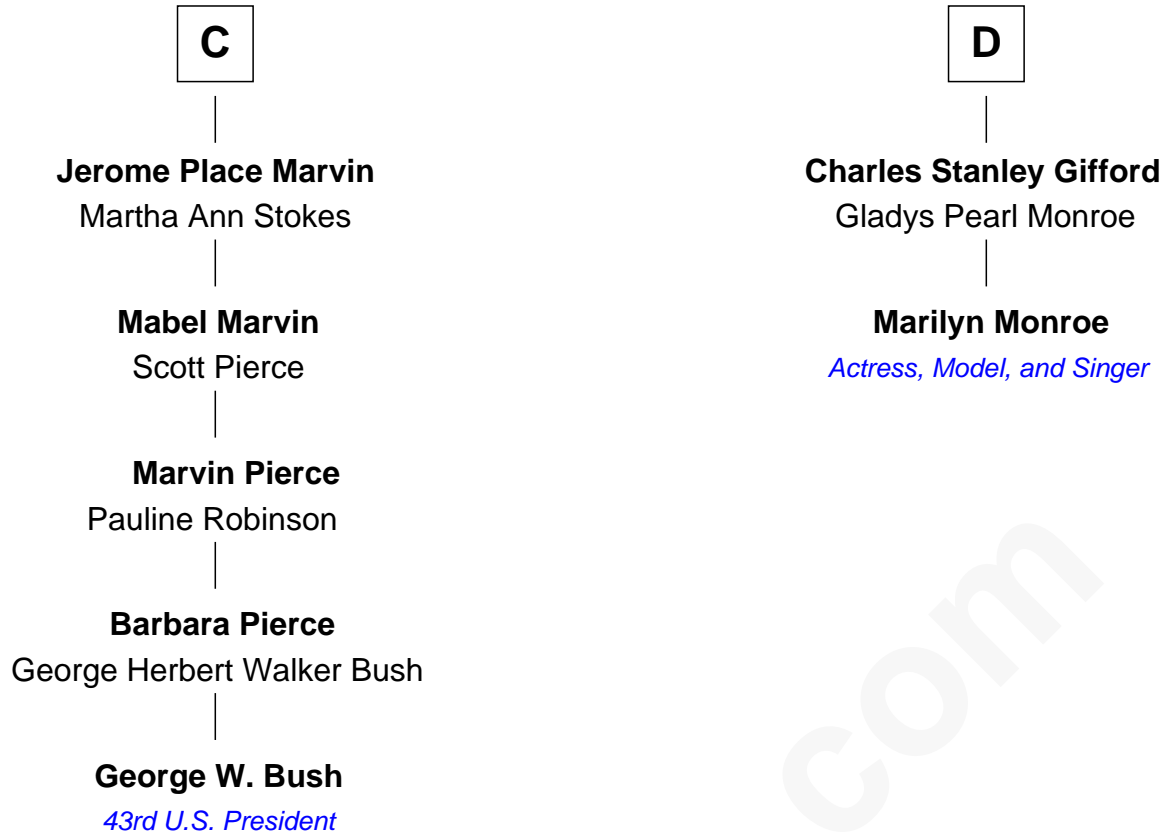 C
Jerome Place Marvin
Martha Ann Stokes
Mabel Marvin
Scott Pierce
Marvin Pierce
Pauline Robinson
Barbara Pierce
George Herbert Walker Bush
George W. Bush
43rd U.S. President
D
Charles Stanley Gifford
Gladys Pearl Monroe
Marilyn Monroe
Actress, Model, and Singer
com